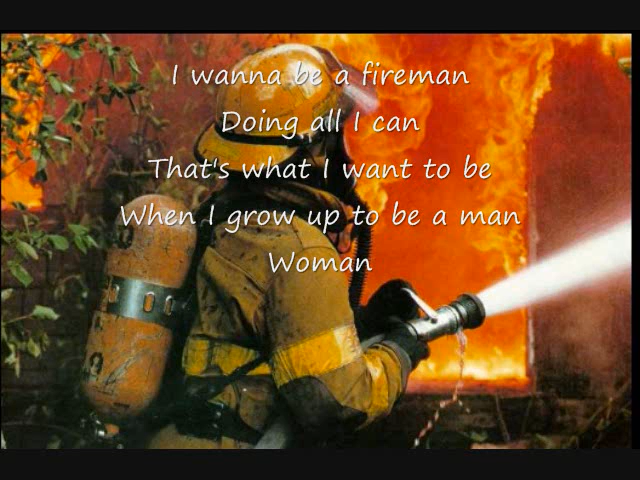 I wanna be a fireman
Doing all I can
That's what I want to be
When I grow up to be a man
Woman